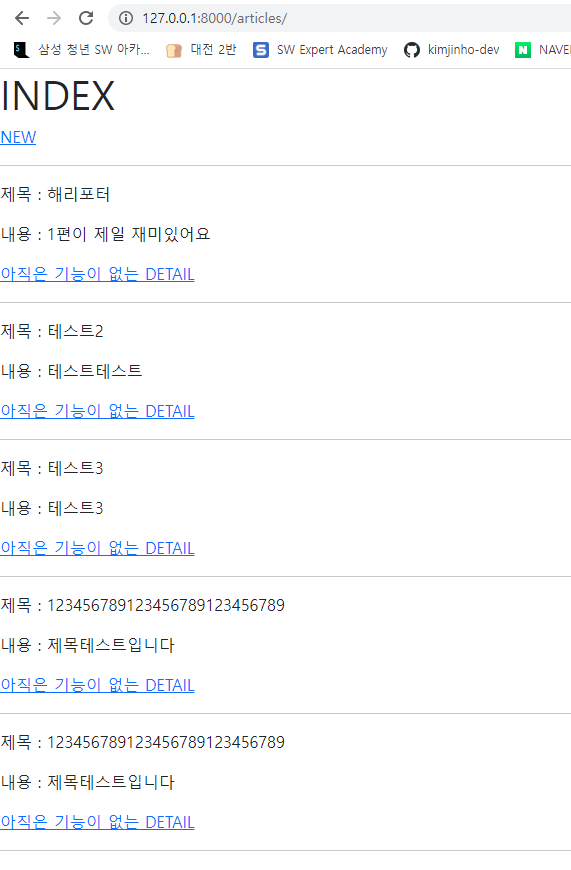 127.0.0.1:8000/articles/
삼성 청년 SW 아카... 대전 2반 SW Expert Academy kimjinho-dev NAVE
INDEX
NEW
제목 : 해리포터
내용 : 1편이 제일 재미있어요
아직은 기능이 없는 DETAIL
제목 : 테스트2
내용 : 테스트테스트
아직은 기능이 없는 DETAIL
제목 : 테스트3
내용 : 테스트3
아직은 기능이 없는 DETAIL
제목 : 123456789123456789123456789
내용 : 제목테스트입니다
아직은 기능이 없는 DETAIL
제목 : 123456789123456789123456789
내용 : 제목테스트입니다
아직은 기능이 없는 DETAIL